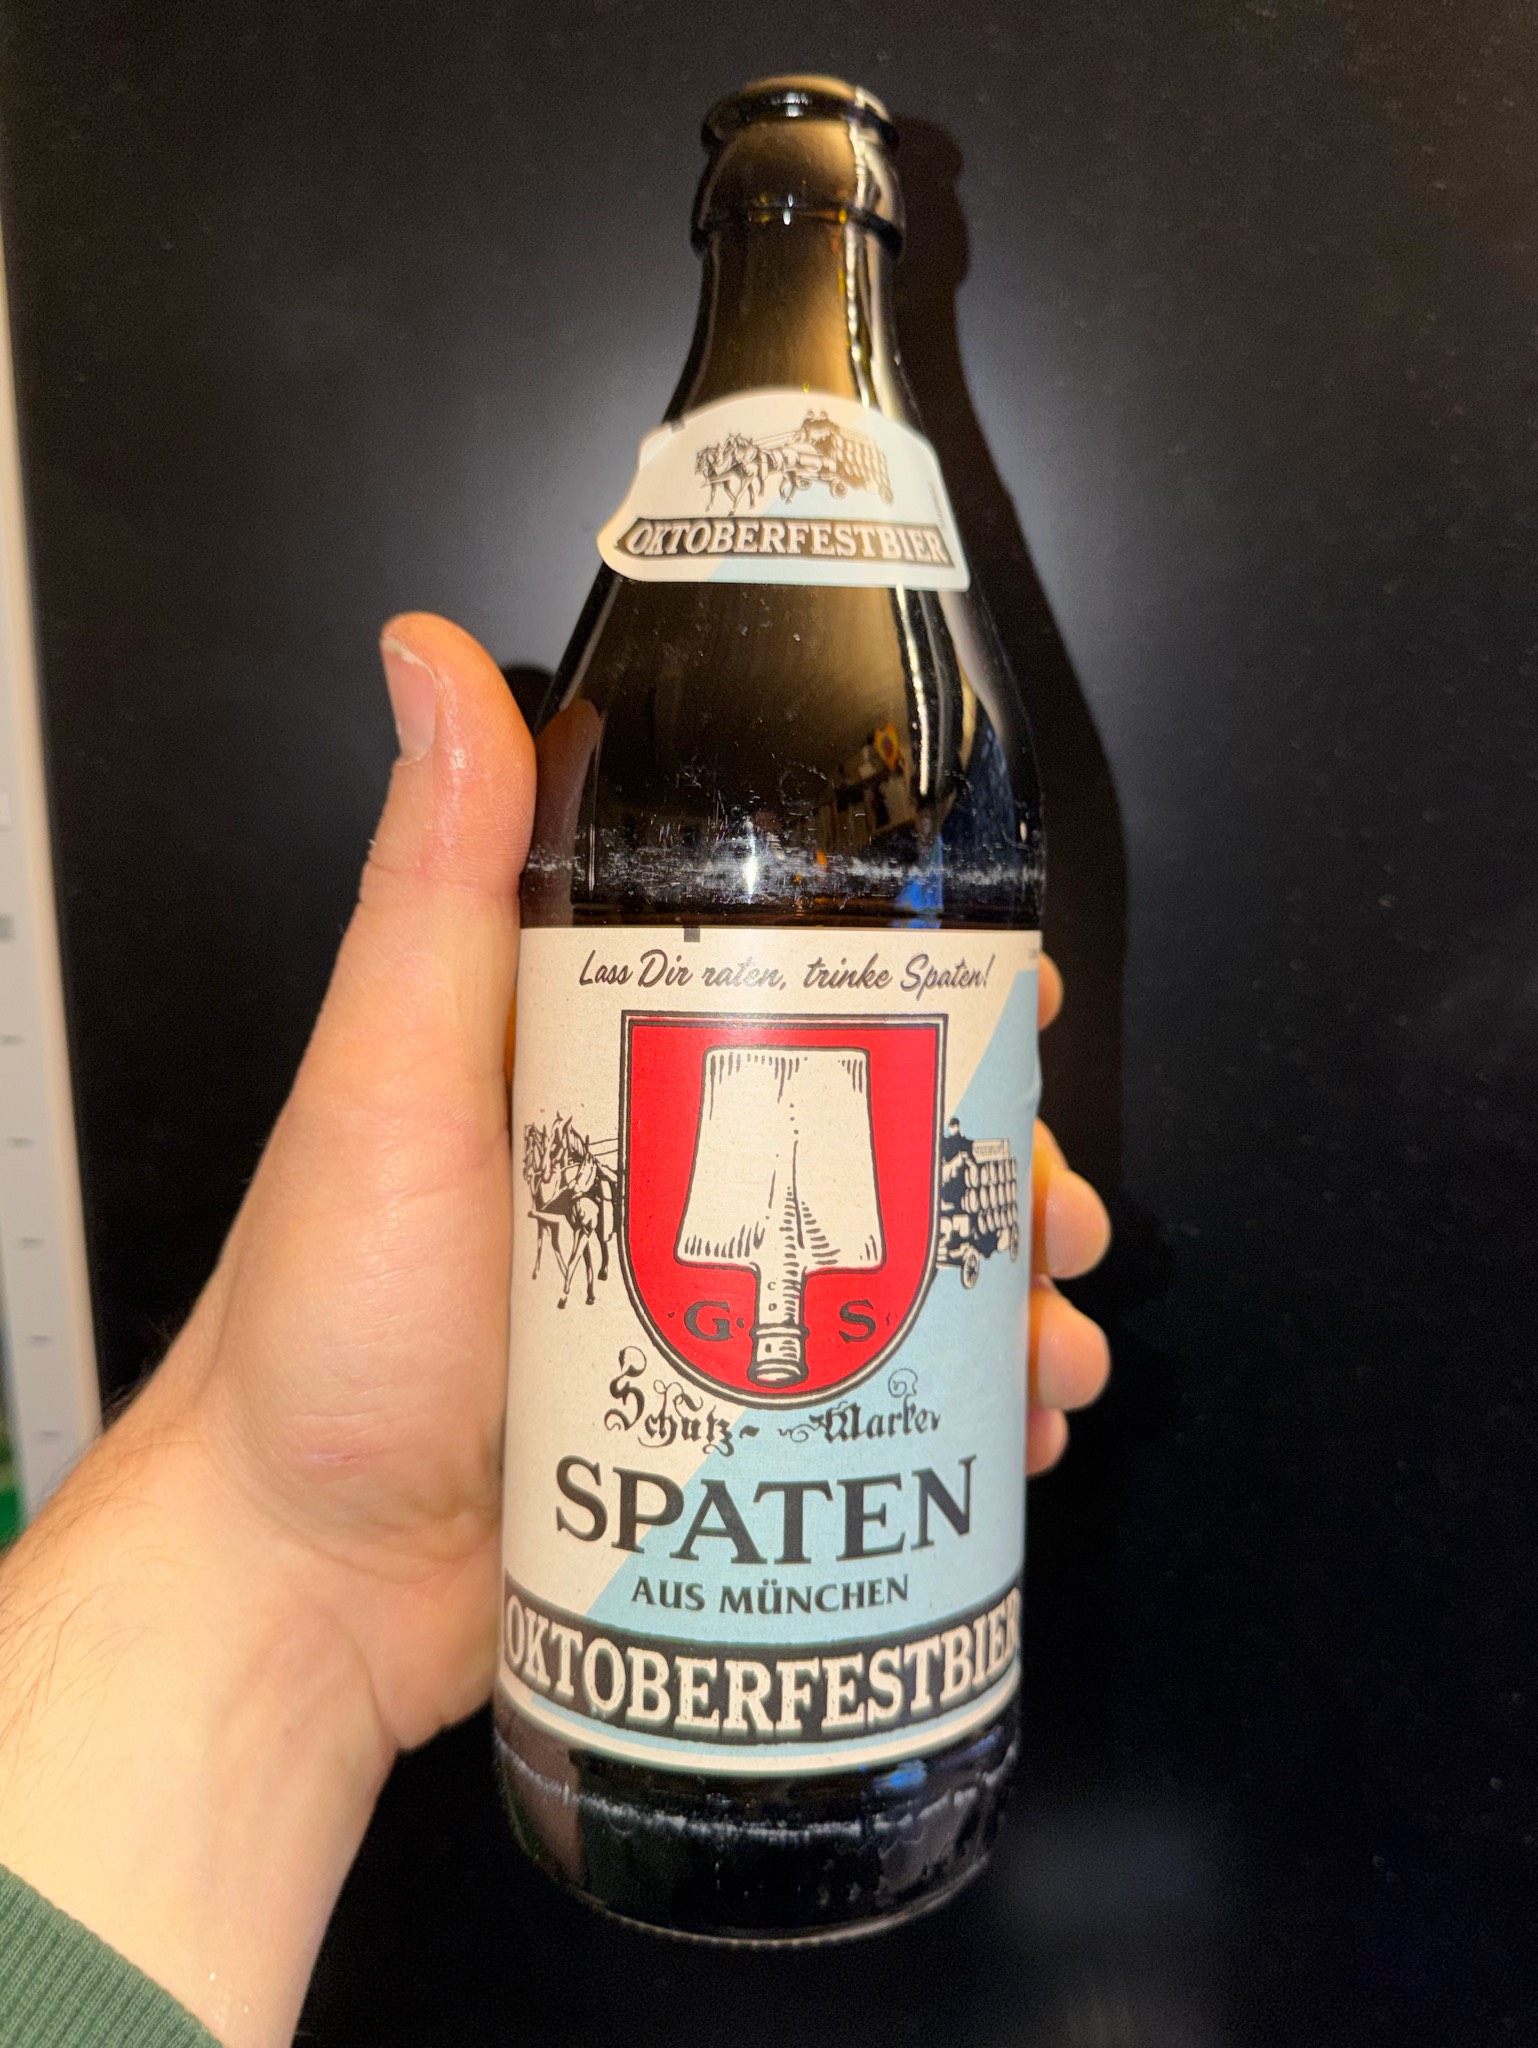 OKTOBERFESTBIER
Lass Dir raten, trinke Spaten!
G S
Schutz- Marke
SPATEN
AUS MÜNCHEN
OKTOBERFESTBIER